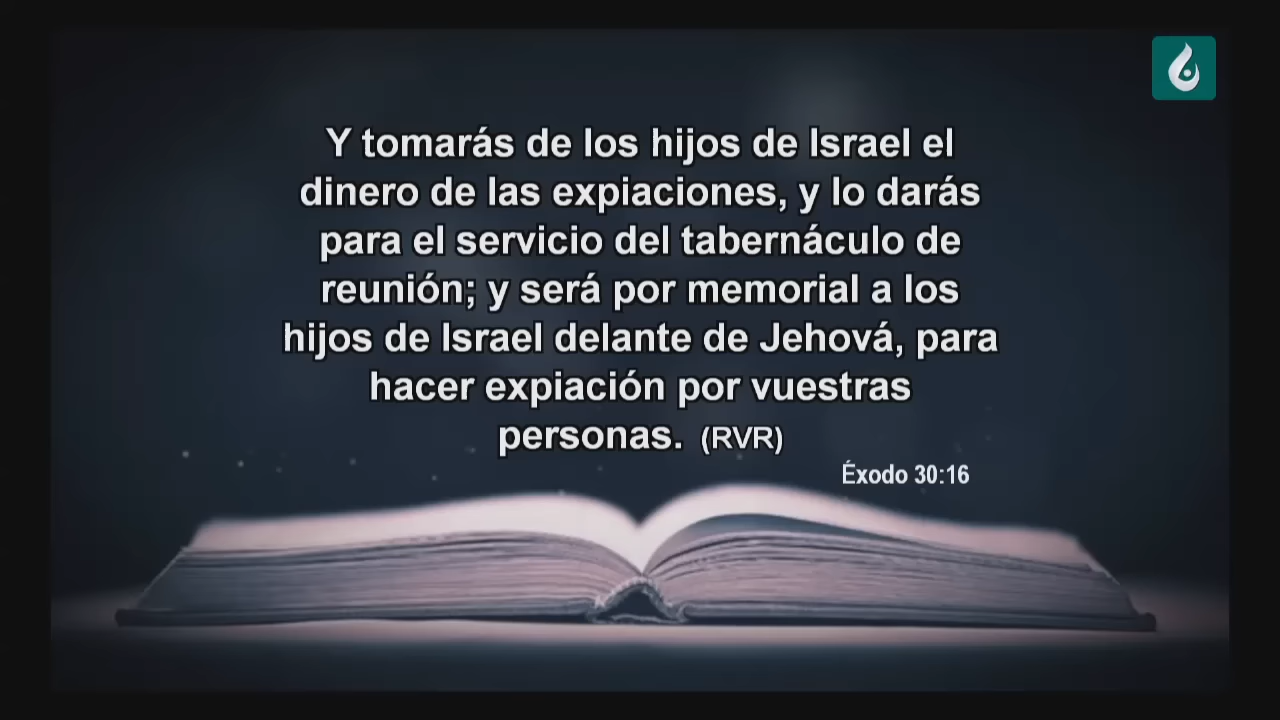 Y tomarás de los hijos de Israel el
dinero de las expiaciones, y lo darás
para el servicio del tabernáculo de
reunión; y será por memorial a los
hijos de Israel delante de Jehová, para
hacer expiación por vuestras
personas. (RVR)
Éxodo 30:16